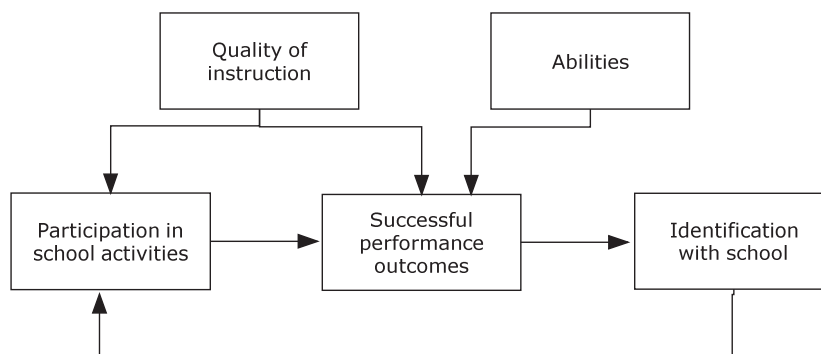 Quality of
instruction
Abilities
Participation in
school activities
Successful
performance
outcomes
Identification
with school